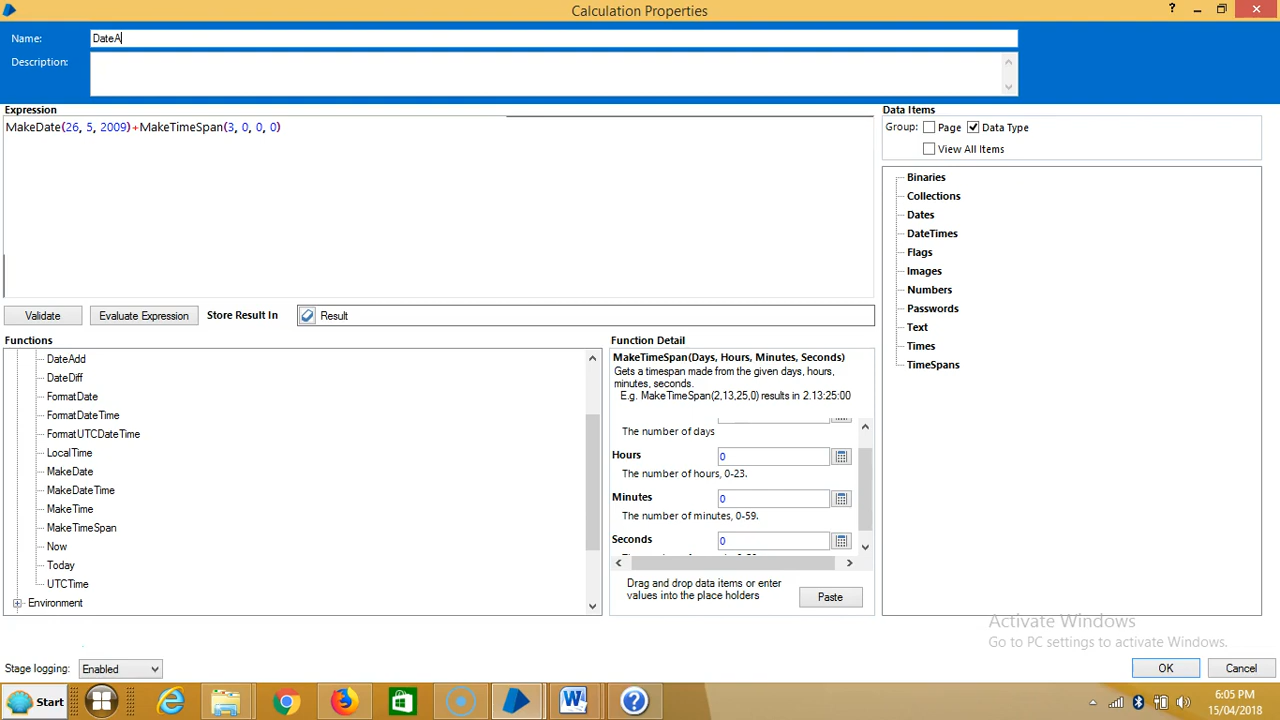 Calculation Properties
Name:
DateA
Description:
Expression
MakeDate(26, 5, 2009)+MakeTimeSpan(3, 0, 0, 0)
Data Items
Group:
Page
Data Type
View All Items
Binaries
Collections
Dates
DateTimes
Flags
Images
Numbers
Passwords
Text
Times
TimeSpans
Validate
Evaluate Expression
Store Result In
Result
Functions
DateAdd
DateDiff
FormatDate
FormatDateTime
FormatUTCDateTime
LocalTime
MakeDate
MakeDateTime
MakeTime
MakeTimeSpan
Now
Today
UTCTime
Environment
Function Detail
MakeTimeSpan(Days, Hours, Minutes, Seconds)
Gets a timespan made from the given days, hours,
minutes, seconds.
E.g. MakeTimeSpan(2,13,25,0) results in 2.13:25:00
The number of days
Hours
0
The number of hours, 0-23.
Minutes
0
The number of minutes, 0-59.
Seconds
0
Drag and drop data items or enter
values into the place holders
Paste
Activate Windows
Go to PC settings to activate Windows.
Stage logging:
Enabled
OK
Cancel
Start
6:05 PM
15/04/2018